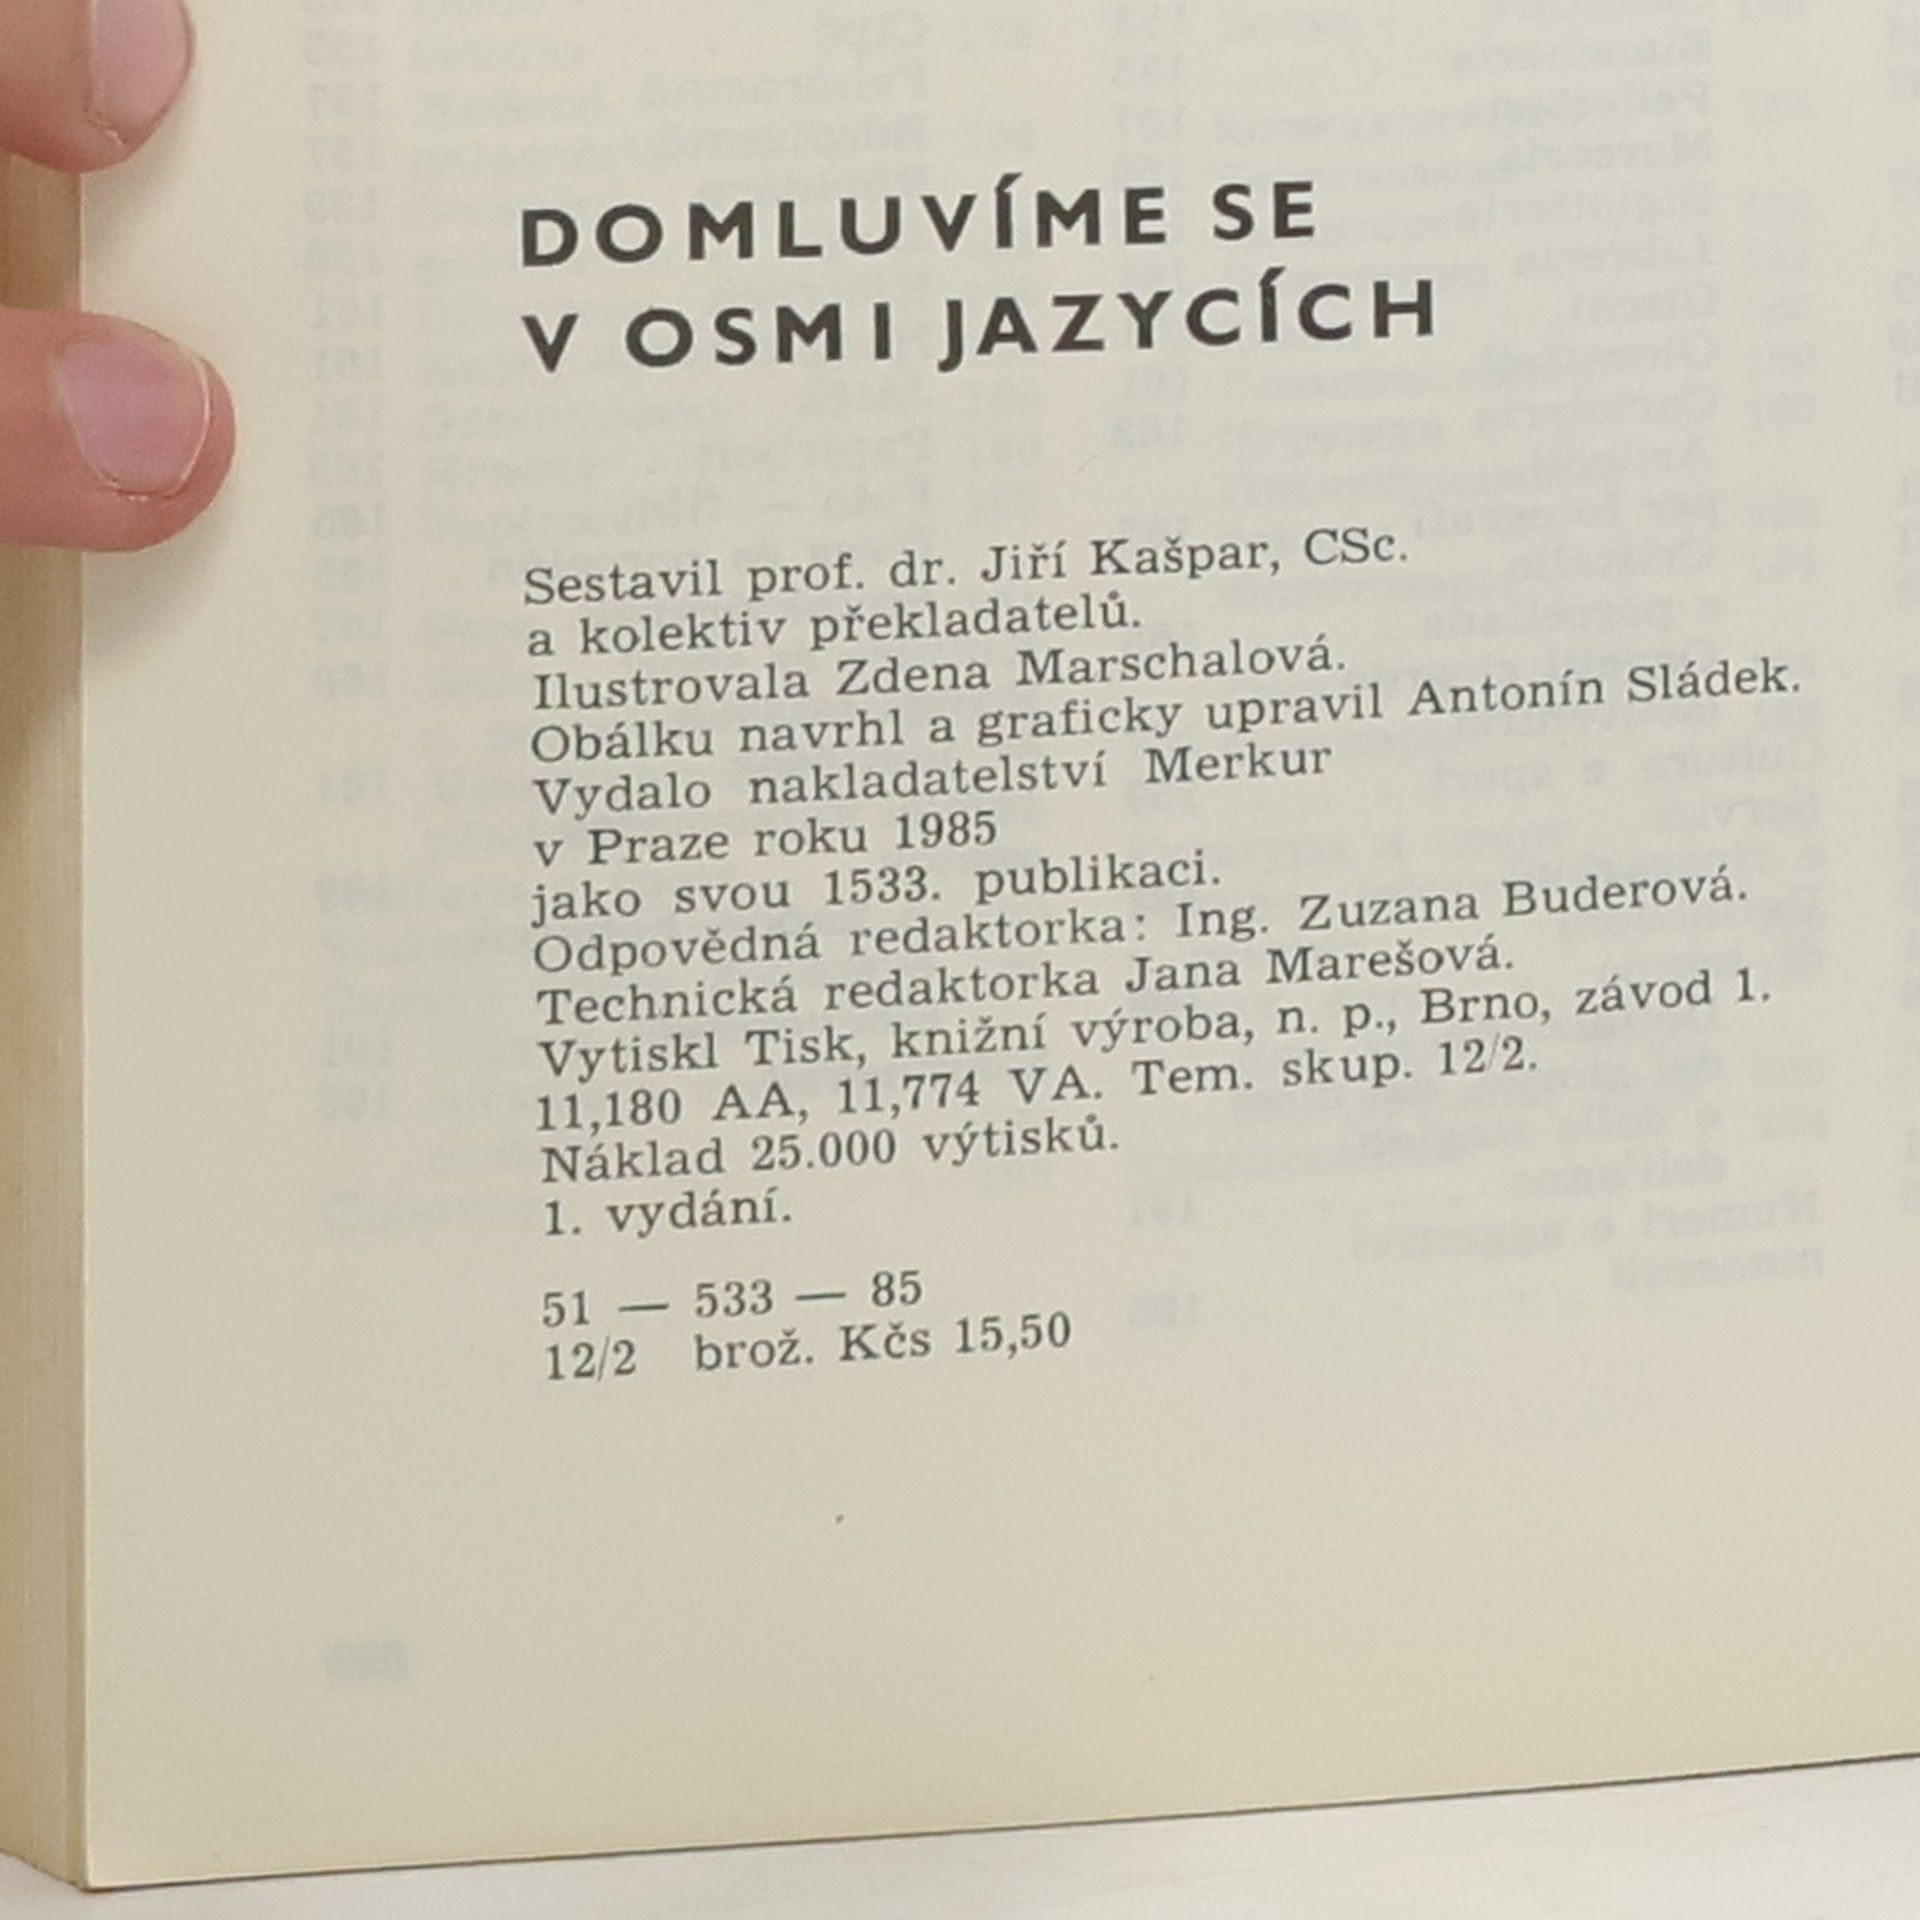 DOMLUVÍME SE
V OSMI JAZYCÍCH
Sestavil prof. dr. Jiří Kašpar, CSc.
a kolektiv překladatelů.
Ilustrovala Zdena Marschalová.
Obálku navrhl a graficky upravil Antonín Sládek.
Vydalo nakladatelství Merkur
v Praze roku 1985
jako svou 1533. publikaci.
Odpovědná redaktorka: Ing. Zuzana Buderová.
Technická redaktorka Jana Marešová.
Vytiskl Tisk, knižní výroba, n. p., Brno, závod 1.
11,180 AA, 11,774 VA. Tem. skup. 12/2.
Náklad 25.000 výtisků.
1. vydání.
51 — 533 — 85
12/2 brož. Kčs 15,50